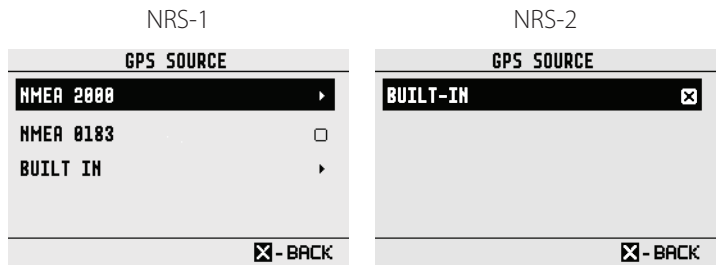 NRS-1
GPS SOURCE
NMEA 2000
NMEA 0183
BUILT IN
X - BACK
NRS-2
GPS SOURCE
BUILT-IN
X - BACK